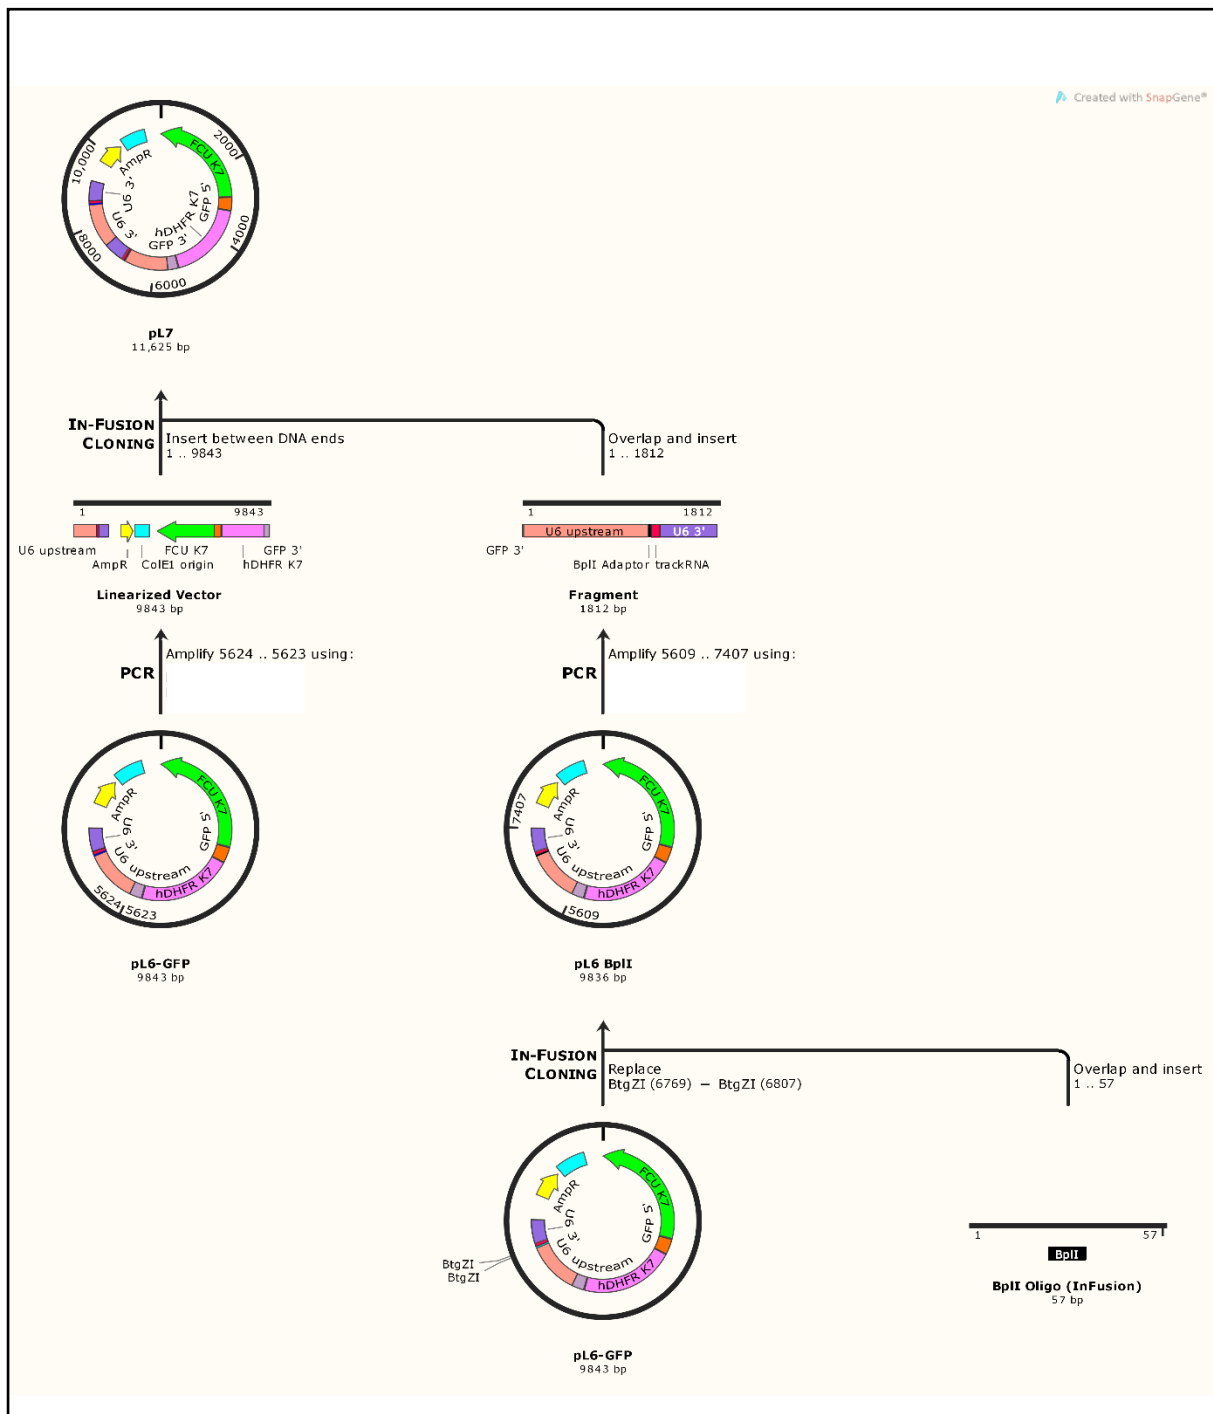 Created with SnapGene®
10,000
2000
AmpR
FCU K7
U6 3'
GFP 5'
hDHFR K7
U6 3'
GFP 3'
8000
4000
6000
pL7
11,625 bp
IN-FUSION
CLONING
Insert between DNA ends
1 .. 9843
Overlap and insert
1 .. 1812
1
9843
U6 upstream
AmpR
ColE1 origin
FCU K7
hDHFR K7
GFP 3'
Linearized Vector
9843 bp
1
1812
U6 upstream
U6 3'
GFP 3'
BplI Adaptor
trackRNA
Fragment
1812 bp
PCR
Amplify 5624 .. 5623 using:
PCR
Amplify 5609 .. 7407 using:
AmpR
FCU K7
U6 3'
GFP 5'
U6 upstream
hDHFR K7
5624
5623
pL6-GFP
9843 bp
7407
AmpR
FCU K7
U6 3'
GFP 5'
U6 upstream
hDHFR K7
5609
pL6 BplI
9836 bp
IN-FUSION
CLONING
Replace
BtgZI (6769) – BtgZI (6807)
Overlap and insert
1 .. 57
AmpR
FCU K7
U6 3'
GFP 5'
U6 upstream
hDHFR K7
BtgZI
BtgZI
pL6-GFP
9843 bp
1
57
BplI
BplI Oligo (InFusion)
57 bp